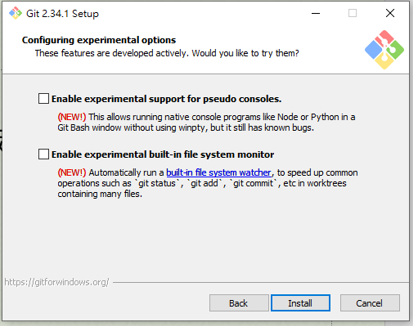 Git 2.34.1 Setup
Configuring experimental options
These features are developed actively. Would you like to try them?
Enable experimental support for pseudo consoles.
(NEW!) This allows running native console programs like Node or Python in a
Git Bash window without using winpty, but it still has known bugs.
Enable experimental built-in file system monitor
(NEW!) Automatically run a built-in file system watcher, to speed up common
operations such as `git status`, `git add`, `git commit`, etc in worktrees
containing many files.
https://gitforwindows.org/
Back
Install
Cancel